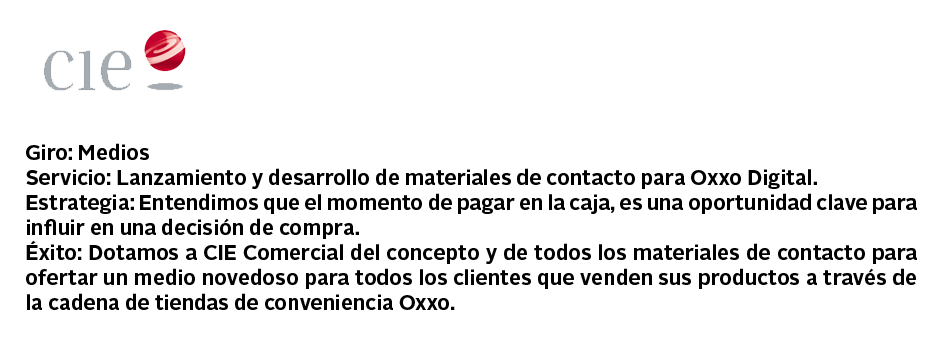 CIE
Giro: Medios
Servicio: Lanzamiento y desarrollo de materiales de contacto para Oxxo Digital.
Estrategia: Entendimos que el momento de pagar en la caja, es una oportunidad clave para
influir en una decisión de compra.
Éxito: Dotamos a CIE Comercial del concepto y de todos los materiales de contacto para
ofertar un medio novedoso para todos los clientes que venden sus productos a través de
la cadena de tiendas de conveniencia Oxxo.